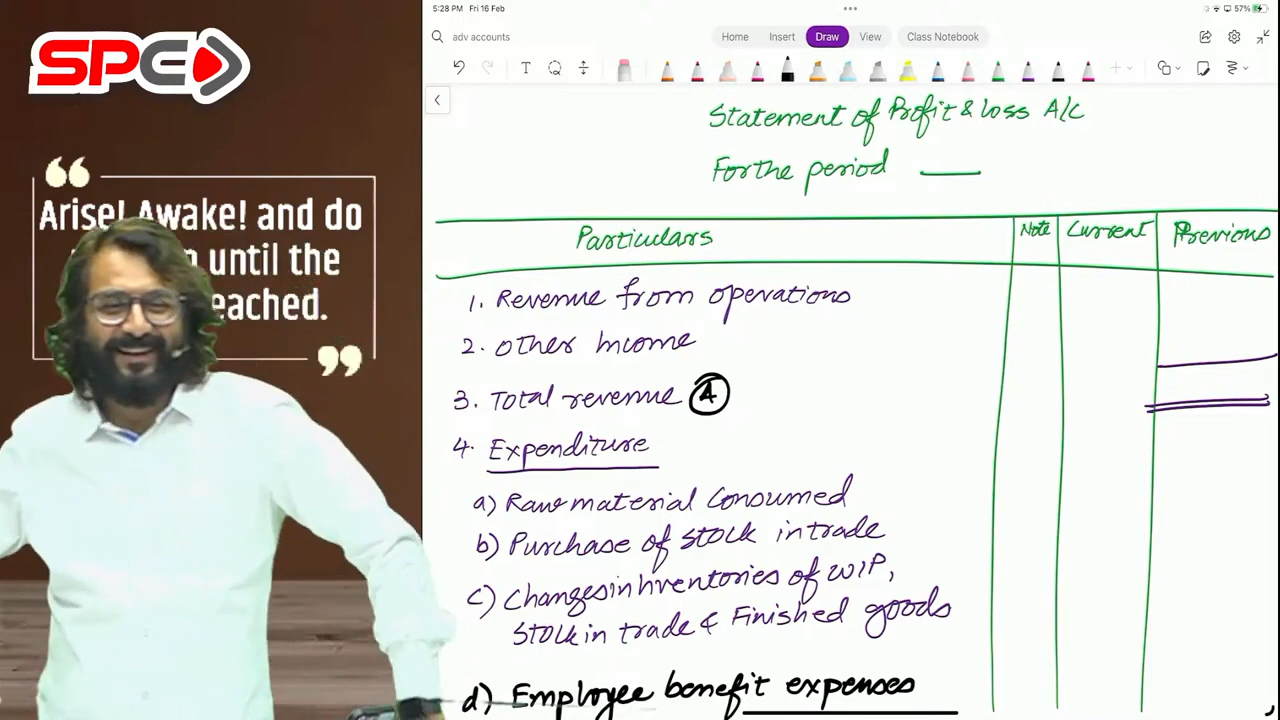 5:28 PM Fri 16 Feb
57%
SPE
adv accounts
Home Insert Draw View Class Notebook
“
Arise! Awake! and do
until the
eached.
”
Statement of Profit & Loss A/C
For the period
Particulars Note Current Previous
1. Revenue from operations
2. Other Income
3. Total revenue A
4. Expenditure
a) Raw material Consumed
b) Purchase of stock in trade
c) Changes in Inventories of WIP,
Stock in trade & Finished goods
d) Employee benefit expenses